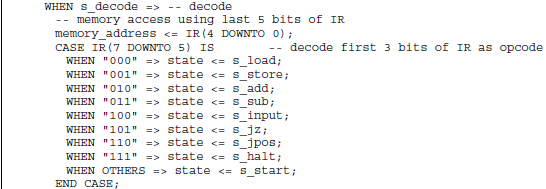 WHEN s_decode => -- decode
-- memory access using last 5 bits of IR
memory_address <= IR(4 DOWNTO 0);
CASE IR(7 DOWNTO 5) IS -- decode first 3 bits of IR as opcode
WHEN "000" => state <= s_load;
WHEN "001" => state <= s_store;
WHEN "010" => state <= s_add;
WHEN "011" => state <= s_sub;
WHEN "100" => state <= s_input;
WHEN "101" => state <= s_jz;
WHEN "110" => state <= s_jpos;
WHEN "111" => state <= s_halt;
WHEN OTHERS => state <= s_start;
END CASE;